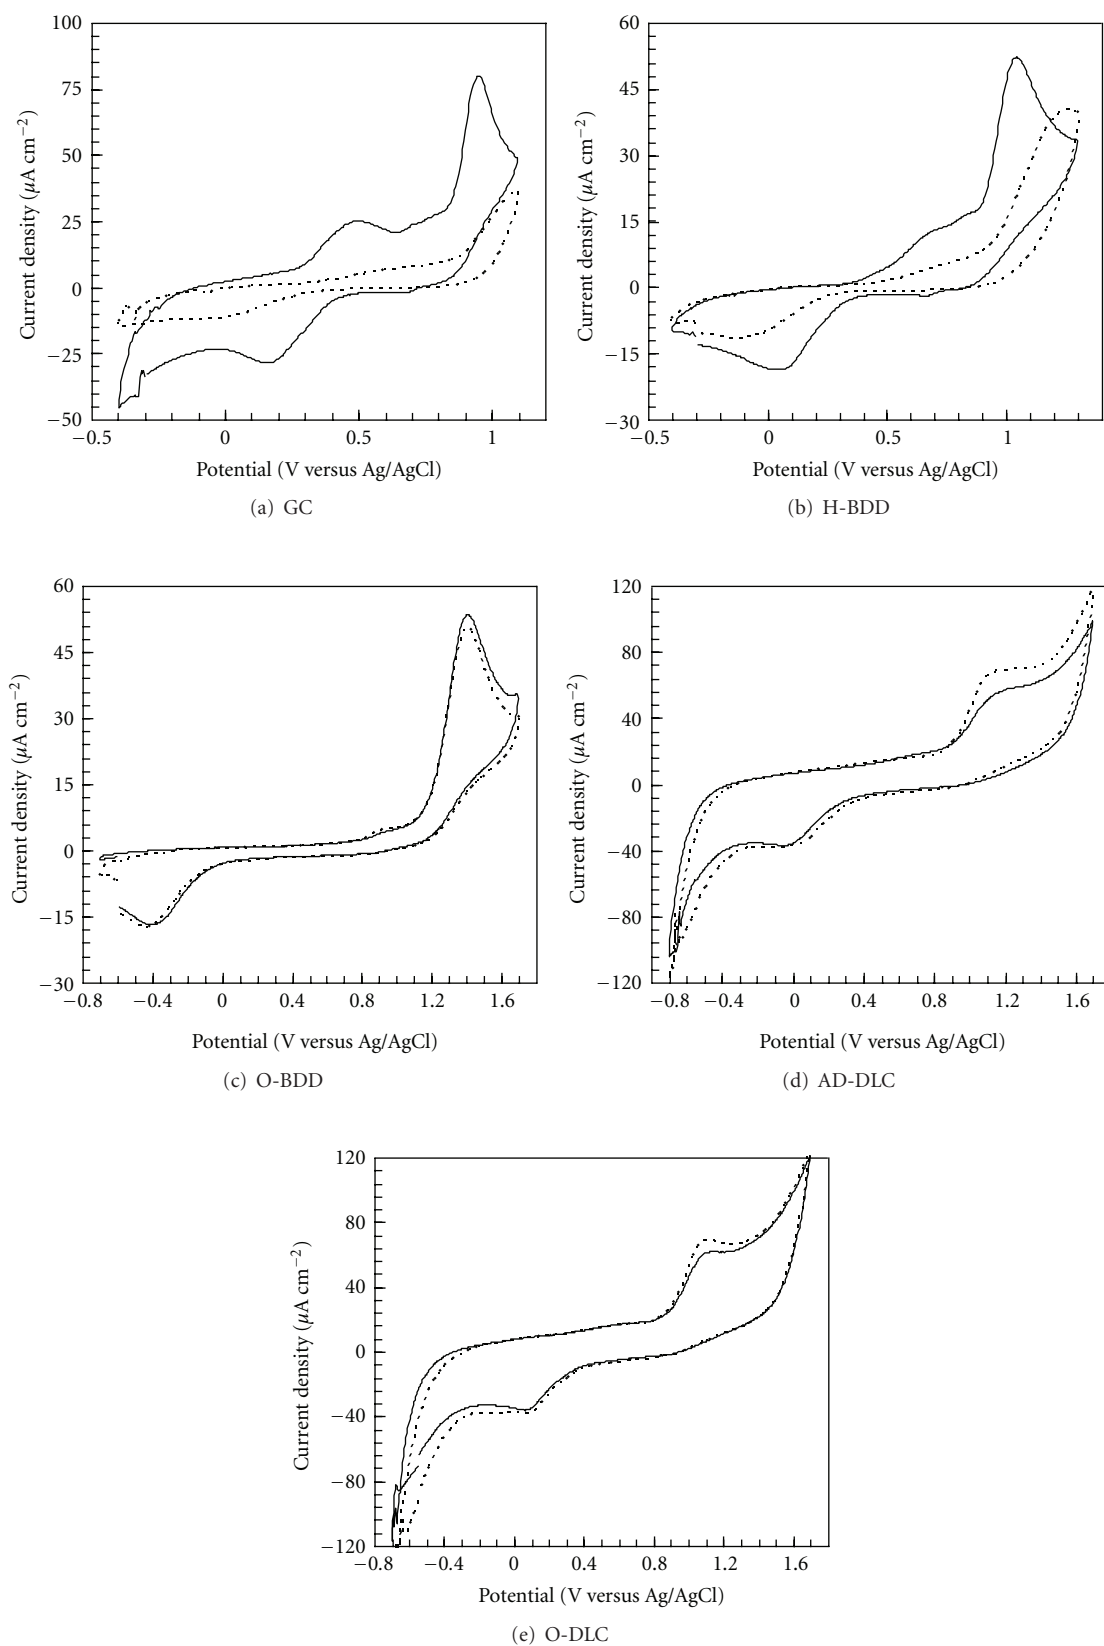 100
75
50
25
0
−25
−50
Current density (μA cm−2)
−0.5 0 0.5 1
Potential (V versus Ag/AgCl)
(a) GC
60
45
30
15
0
−15
−30
Current density (μA cm−2)
−0.5 0 0.5 1
Potential (V versus Ag/AgCl)
(b) H-BDD
60
45
30
15
0
−15
−30
Current density (μA cm−2)
−0.8 −0.4 0 0.4 0.8 1.2 1.6
Potential (V versus Ag/AgCl)
(c) O-BDD
120
80
40
0
−40
−80
−120
Current density (μA cm−2)
−0.8 −0.4 0 0.4 0.8 1.2 1.6
Potential (V versus Ag/AgCl)
(d) AD-DLC
120
80
40
0
−40
−80
−120
Current density (μA cm−2)
−0.8 −0.4 0 0.4 0.8 1.2 1.6
Potential (V versus Ag/AgCl)
(e) O-DLC